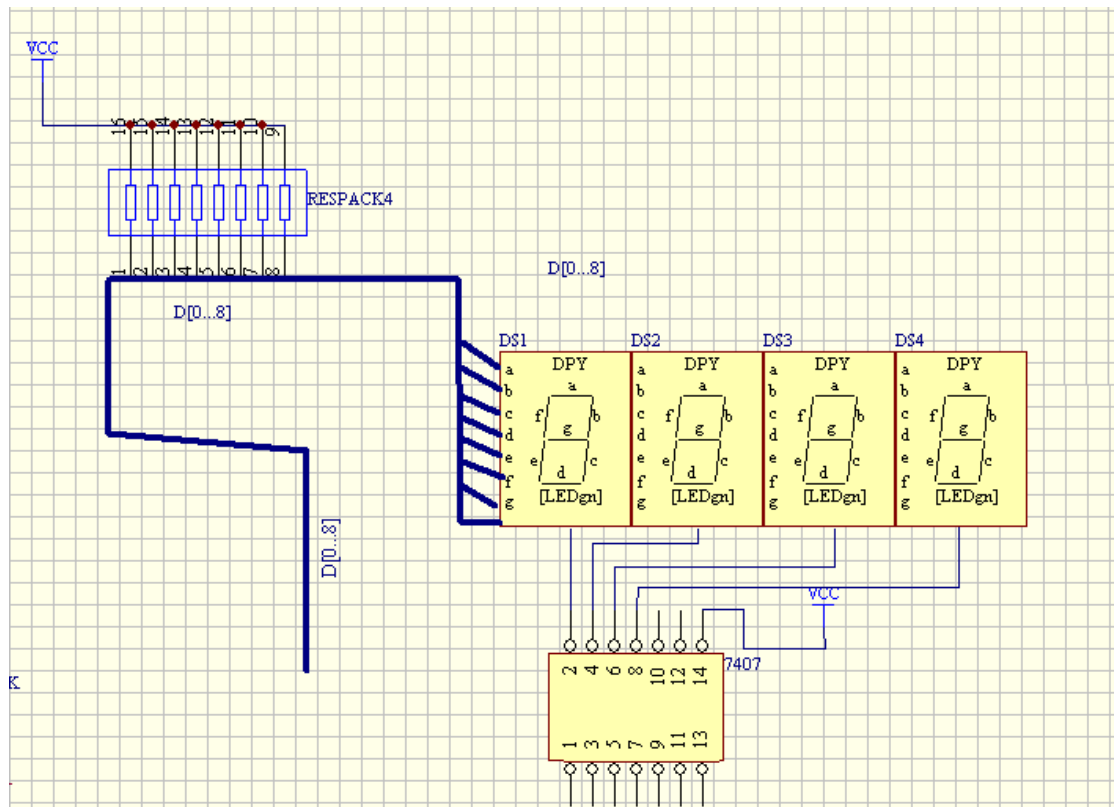 VCC
16 15 14 13 12 11 10 9
RESPACK4
1 2 3 4 5 6 7 8
D[0...8]
D[0...8]
DS1 DS2 DS3 DS4
DPY DPY DPY DPY
a a a a
a a a a
b b b b
f b f b f b f b
c c c c
g g g g
d d d d
e e e e
e c e c e c e c
d d d d
f f f f
g g g g
[LEDgn] [LEDgn] [LEDgn] [LEDgn]
D[0...8]
VCC
7407
2 4 6 8 10 12 14
K
1 3 5 7 9 11 13